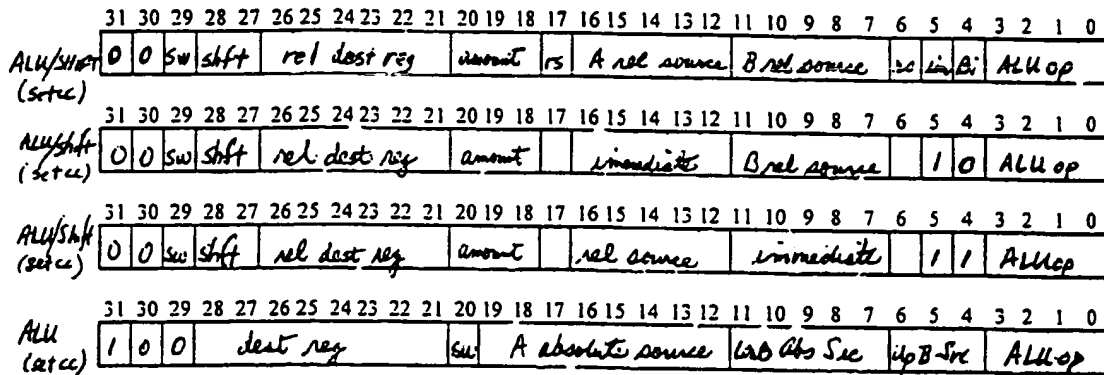 31 30 29 28 27 26 25 24 23 22 21 20 19 18 17 16 15 14 13 12 11 10 9 8 7 6 5 4 3 2 1 0
ALU/SHIFT 0 0 sw shft rel dest reg amount rs A rel source B rel source sc im Bi ALU op
(setcc)
31 30 29 28 27 26 25 24 23 22 21 20 19 18 17 16 15 14 13 12 11 10 9 8 7 6 5 4 3 2 1 0
ALU/shft 0 0 sw shft rel dest reg amount immediate B rel source 1 0 ALU op
(setcc)
31 30 29 28 27 26 25 24 23 22 21 20 19 18 17 16 15 14 13 12 11 10 9 8 7 6 5 4 3 2 1 0
ALU/shft 0 0 sw shft rel dest reg amount rel source immediate 1 1 ALUop
(setcc)
31 30 29 28 27 26 25 24 23 22 21 20 19 18 17 16 15 14 13 12 11 10 9 8 7 6 5 4 3 2 1 0
ALU 1 0 0 dest reg sw A absolute source Abs Src B Src ALU op
(setcc)